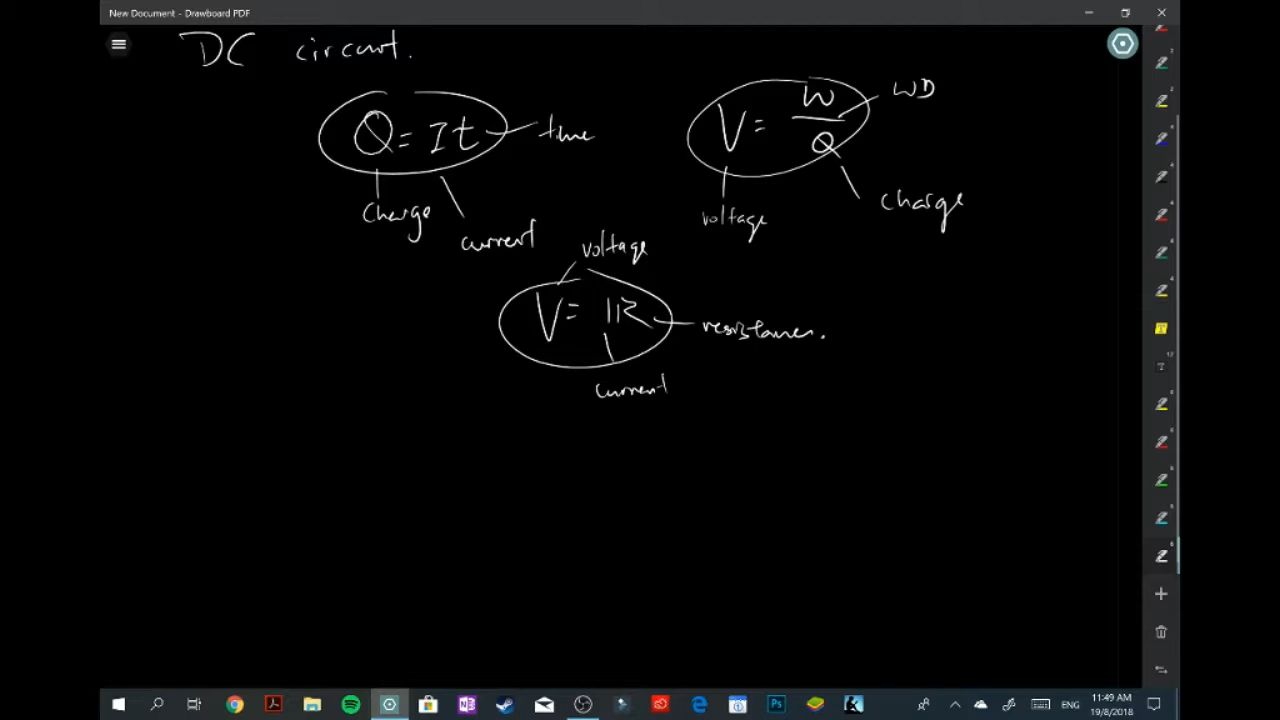 New Document - Drawboard PDF
DC circuit.
Q = It
time
charge
current
V = W/Q
WD
voltage
charge
voltage
V = IR
resistance.
current
ENG
11:49 AM
19/8/2018